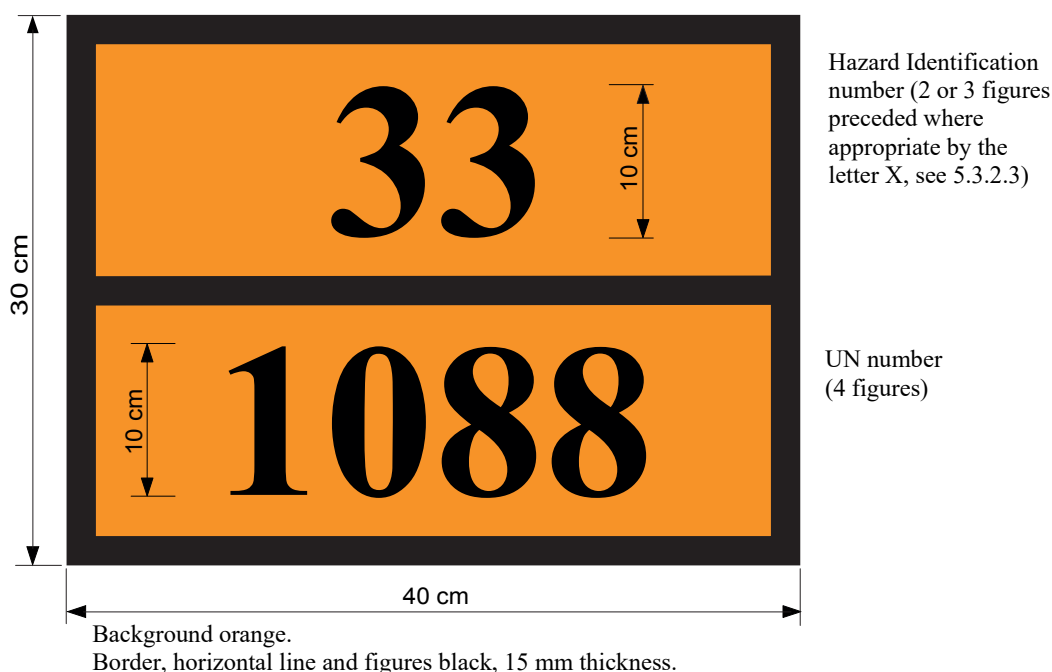 33
10 cm
Hazard Identification
number (2 or 3 figures
preceded where
appropriate by the
letter X, see 5.3.2.3)
30 cm
10 cm
1088
UN number
(4 figures)
40 cm
Background orange.
Border, horizontal line and figures black, 15 mm thickness.